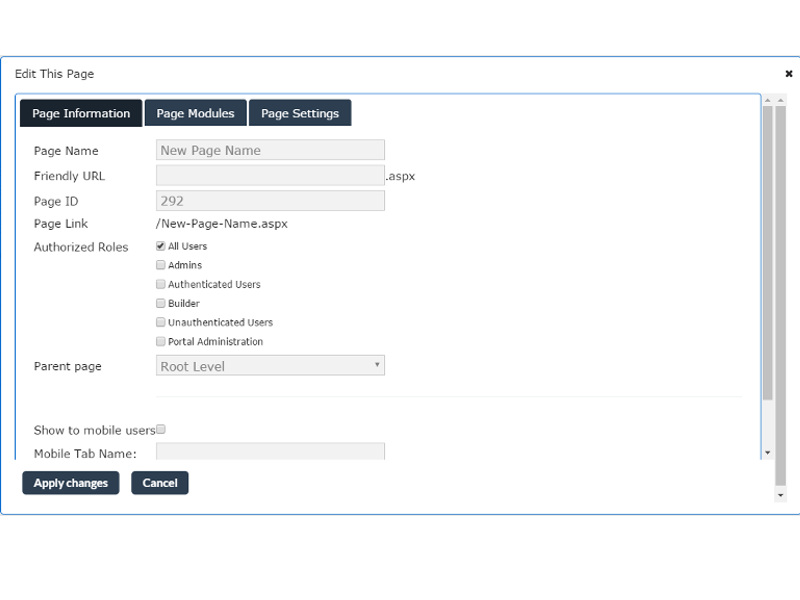 Edit This Page
Page Information Page Modules Page Settings
Page Name New Page Name
Friendly URL .aspx
Page ID 292
Page Link /New-Page-Name.aspx
Authorized Roles All Users
Admins
Authenticated Users
Builder
Unauthenticated Users
Portal Administration
Parent page Root Level
Show to mobile users
Mobile Tab Name:
Apply changes Cancel